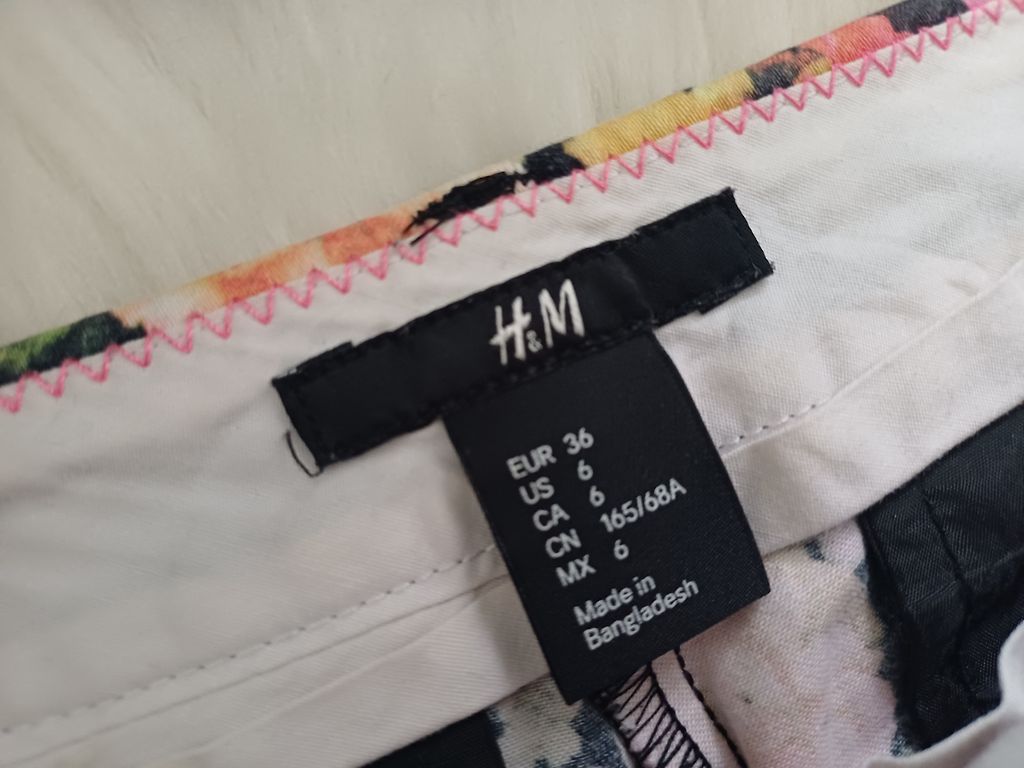 H&M
EUR 36
US 6
CA 6
CN 165/68A
MX 6
Made in
Bangladesh